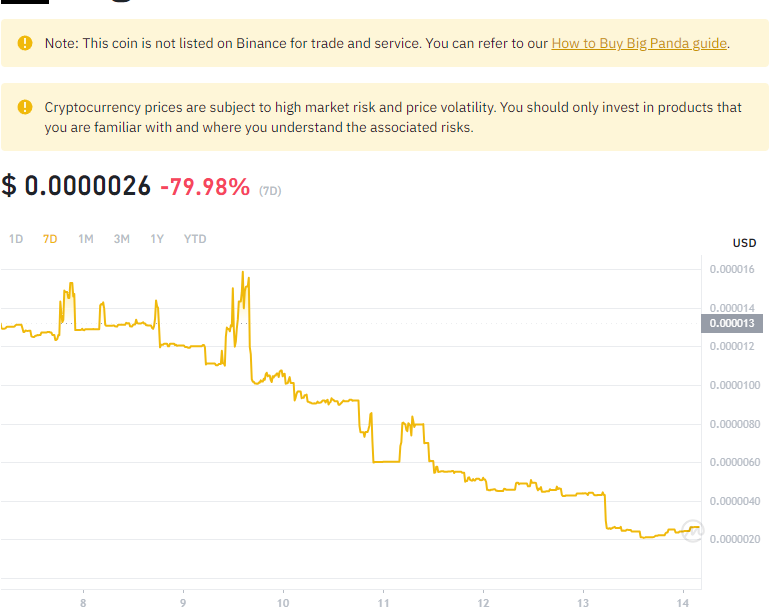 Note: This coin is not listed on Binance for trade and service. You can refer to our How to Buy Big Panda guide.
Cryptocurrency prices are subject to high market risk and price volatility. You should only invest in products that
you are familiar with and where you understand the associated risks.
$ 0.0000026 -79.98% (7D)
1D 7D 1M 3M 1Y YTD
USD
0.000016
0.000014
0.000013
0.000012
0.0000100
0.0000080
0.0000060
0.0000040
0.0000020
8 9 10 11 12 13 14